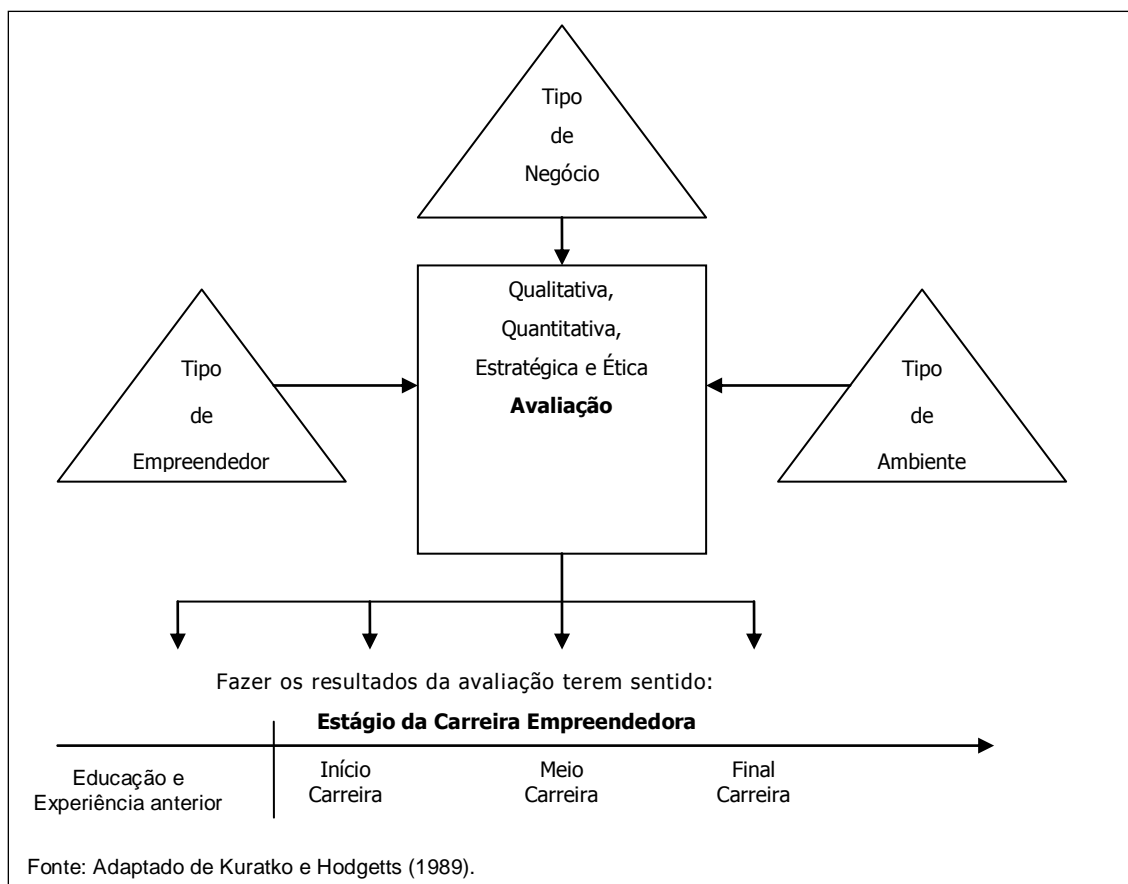 Tipo
de
Negócio
Qualitativa,
Quantitativa,
Estratégica e Ética
Avaliação
Tipo
de
Empreendedor
Tipo
de
Ambiente
Fazer os resultados da avaliação terem sentido:
Estágio da Carreira Empreendedora
Educação e
Experiência anterior
Início
Carreira
Meio
Carreira
Final
Carreira
Fonte: Adaptado de Kuratko e Hodgetts (1989).